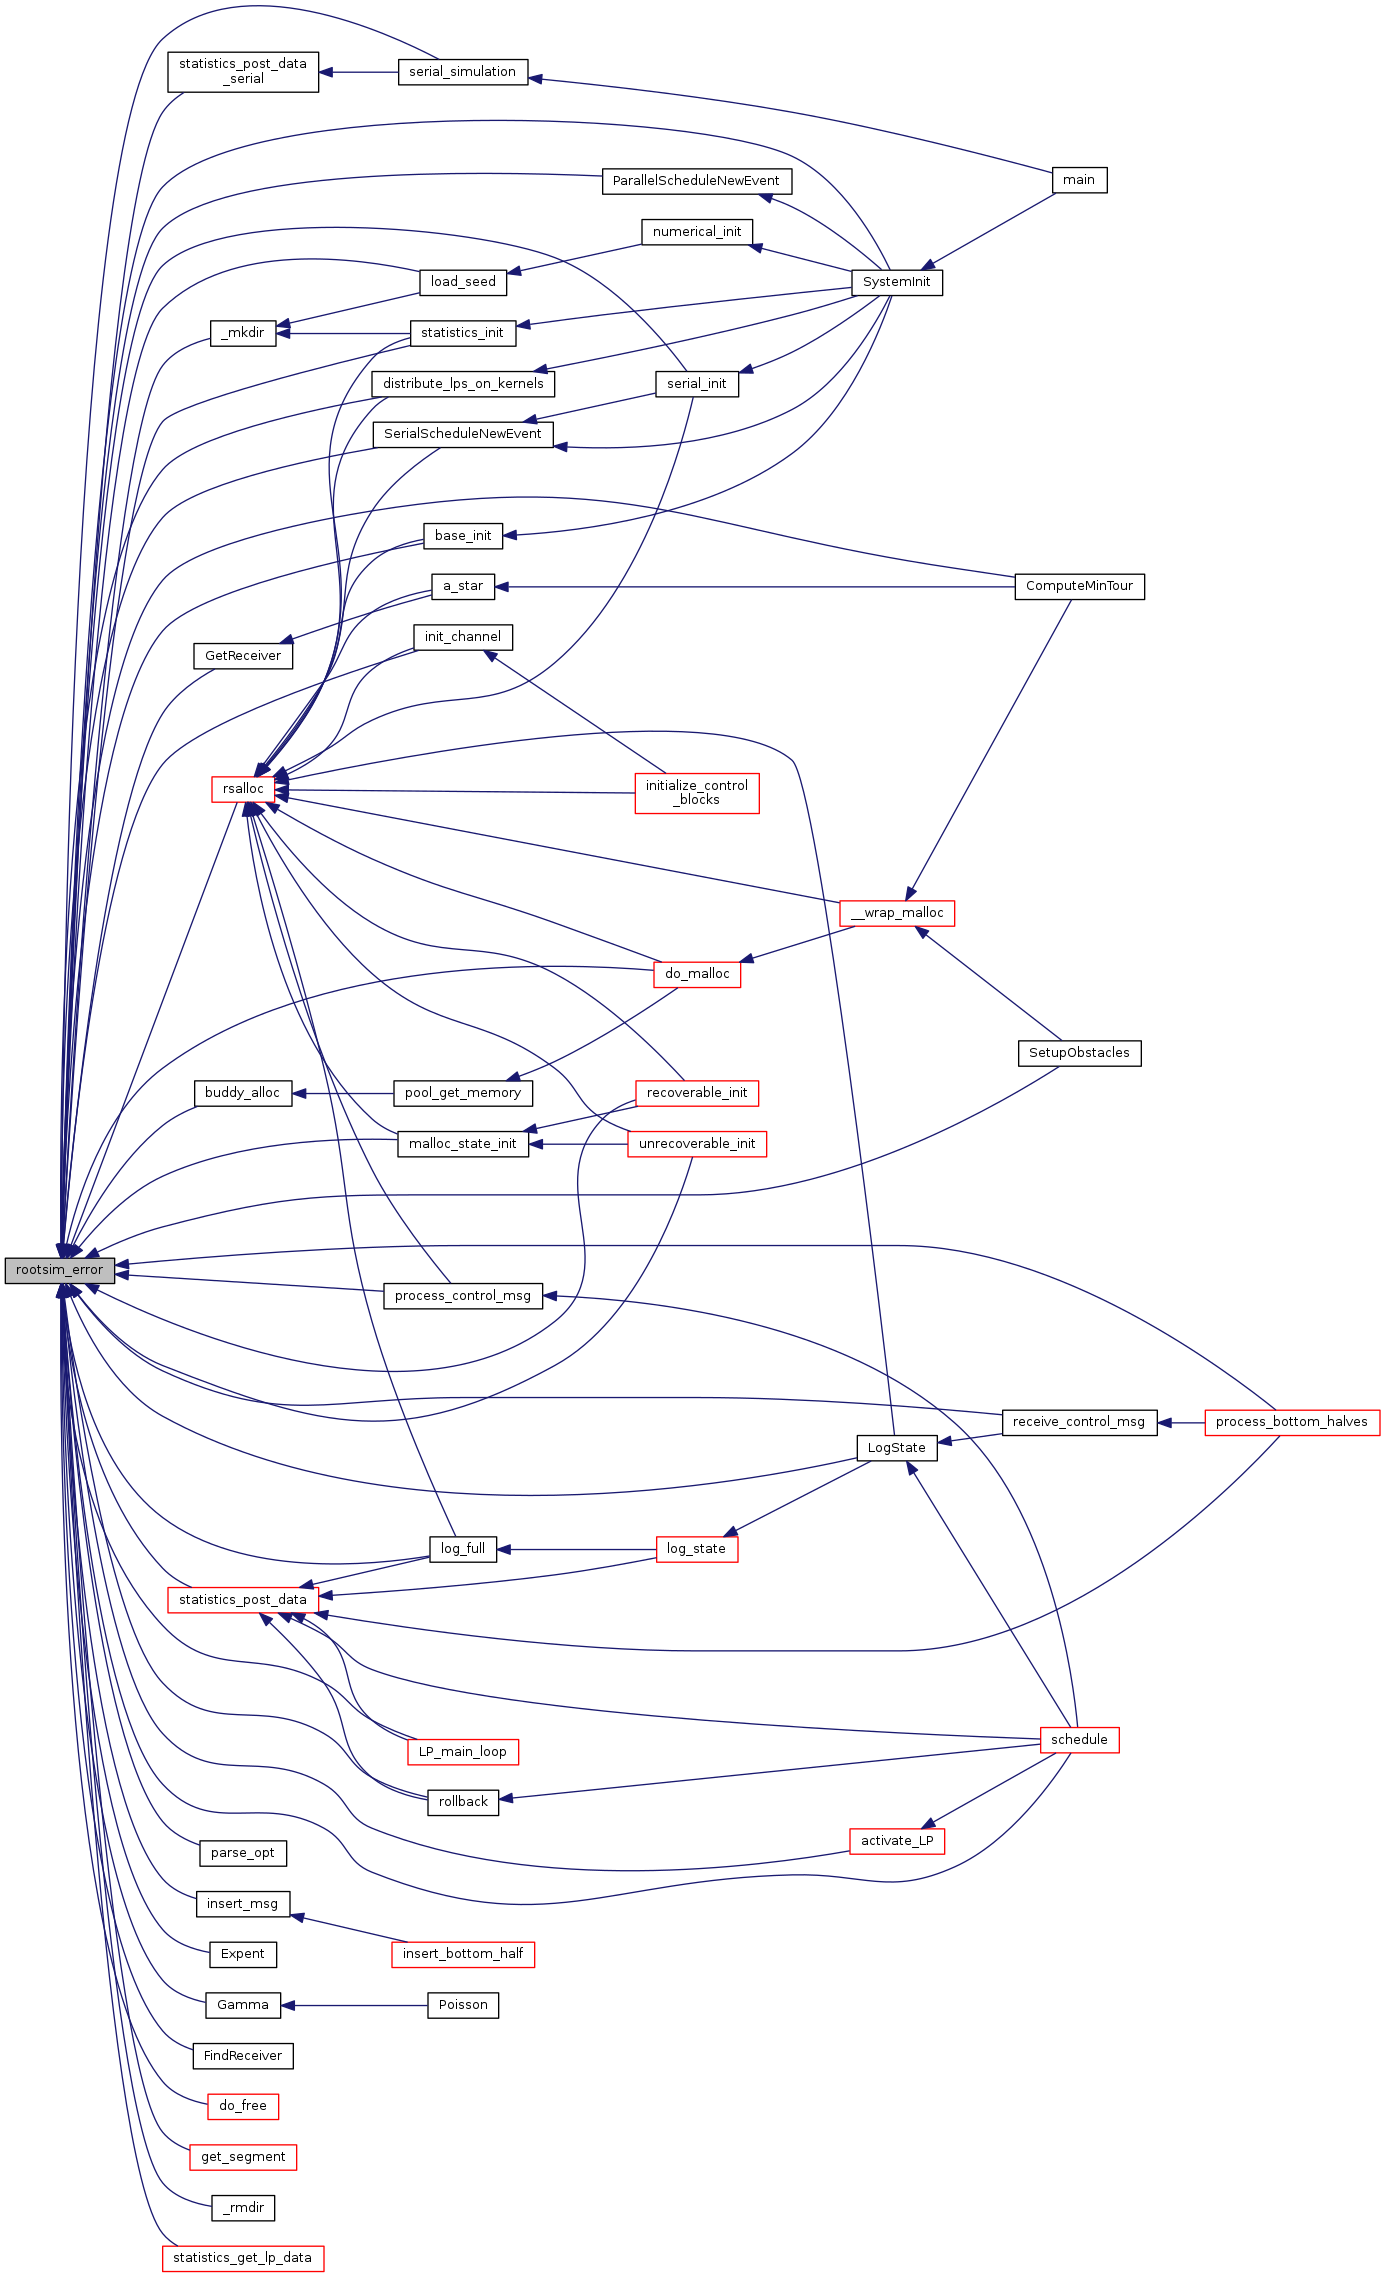 statistics_post_data
_serial
serial_simulation
main
ParallelScheduleNewEvent
numerical_init
load_seed
SystemInit
_mkdir
statistics_init
distribute_lps_on_kernels
serial_init
SerialScheduleNewEvent
base_init
a_star
ComputeMinTour
init_channel
GetReceiver
rsalloc
initialize_control
_blocks
__wrap_malloc
do_malloc
SetupObstacles
buddy_alloc
pool_get_memory
recoverable_init
malloc_state_init
unrecoverable_init
rootsim_error
process_control_msg
receive_control_msg
process_bottom_halves
LogState
log_full
log_state
statistics_post_data
schedule
LP_main_loop
rollback
activate_LP
parse_opt
insert_msg
insert_bottom_half
Expent
Gamma
Poisson
FindReceiver
do_free
get_segment
_rmdir
statistics_get_lp_data